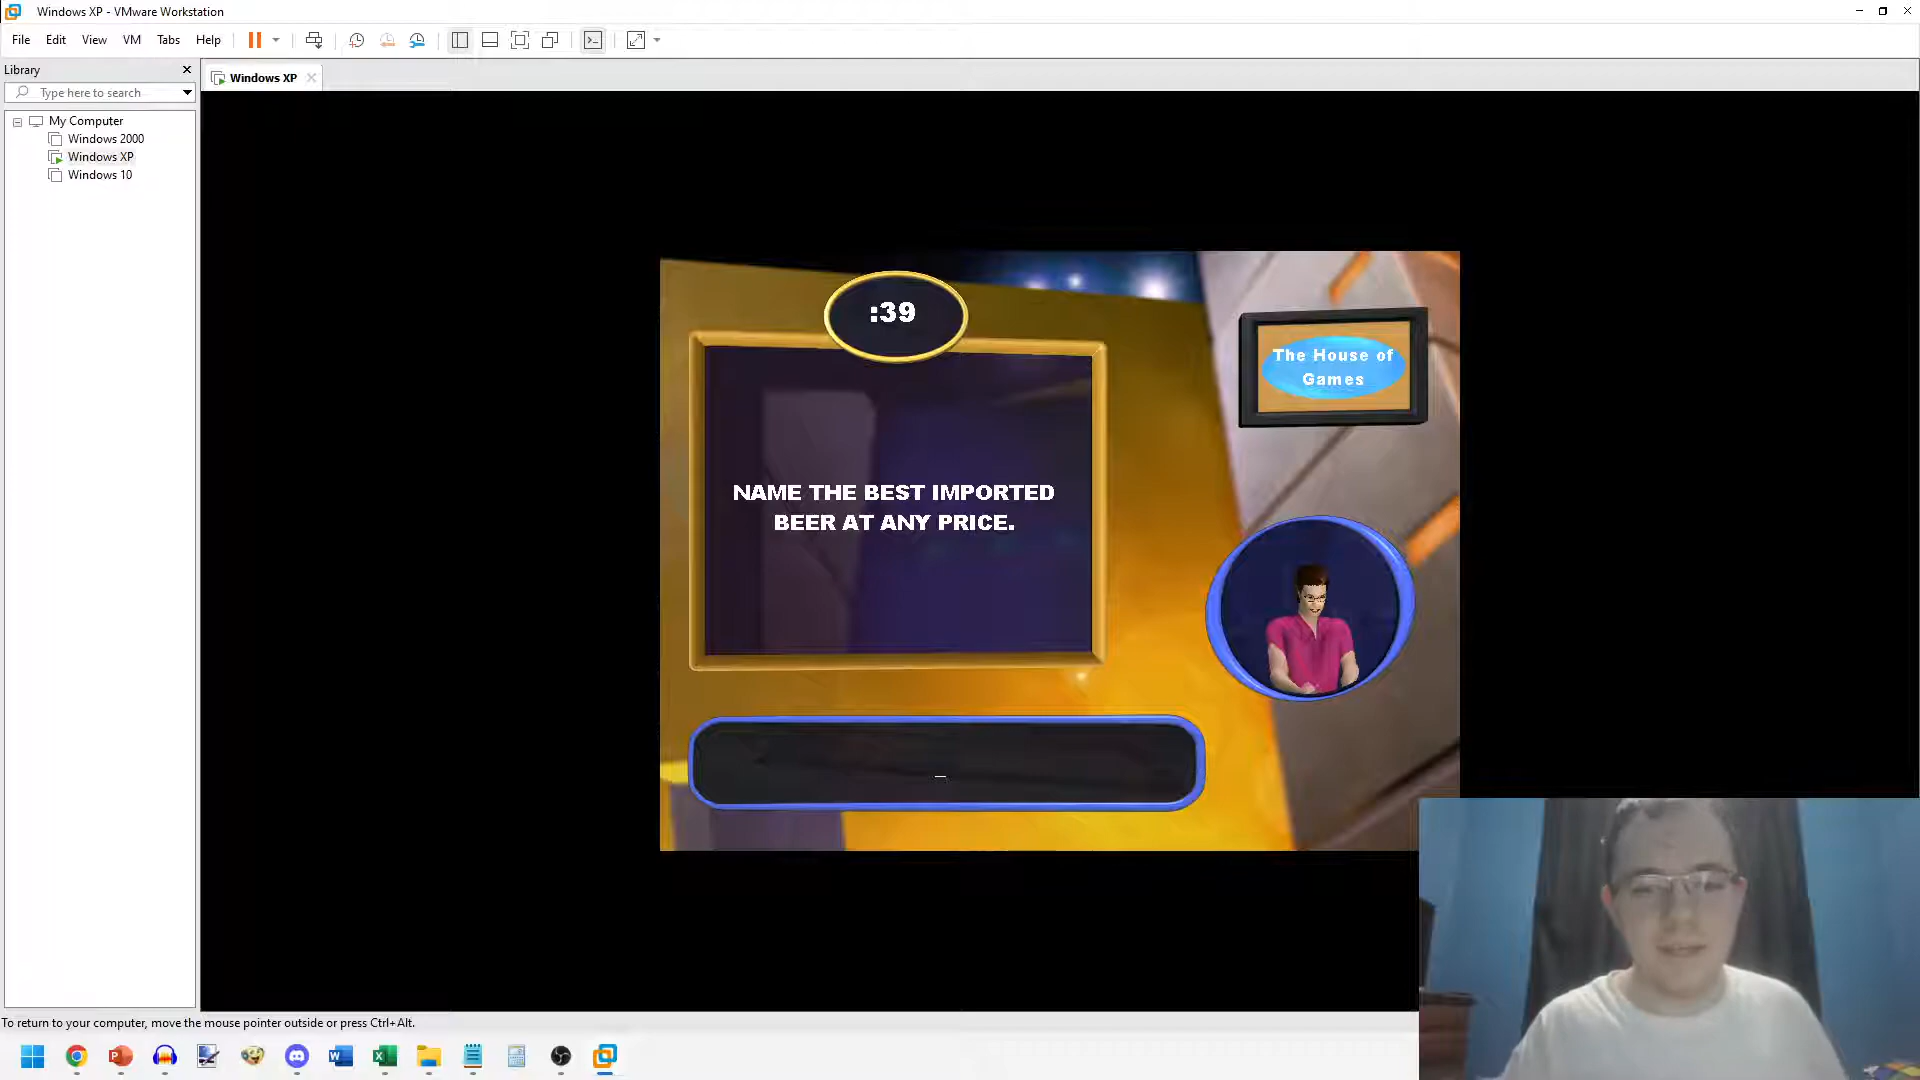 Windows XP - VMware Workstation
File Edit View VM Tabs Help
Library
Windows XP
Type here to search
My Computer
Windows 2000
Windows XP
Windows 10
:39
The House of
Games
NAME THE BEST IMPORTED
BEER AT ANY PRICE.
_
To return to your computer, move the mouse pointer outside or press Ctrl+Alt.